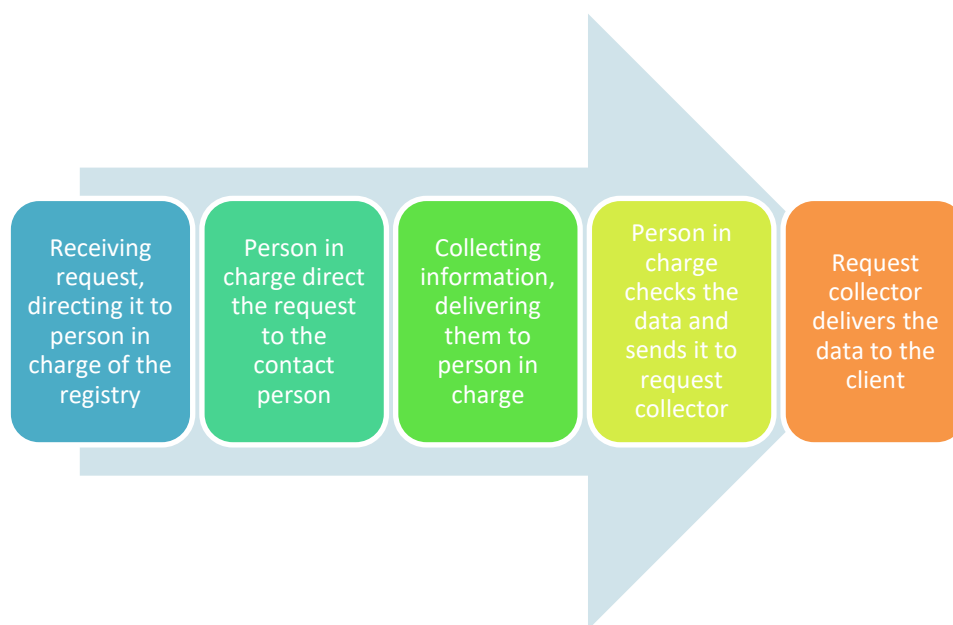 Receiving
request,
directing it to
person in
charge of the
registry
Person in
charge direct
the request
to the
contact
person
Collecting
information,
delivering
them to
person in
charge
Person in
charge
checks the
data and
sends it to
request
collector
Request
collector
delivers the
data to the
client